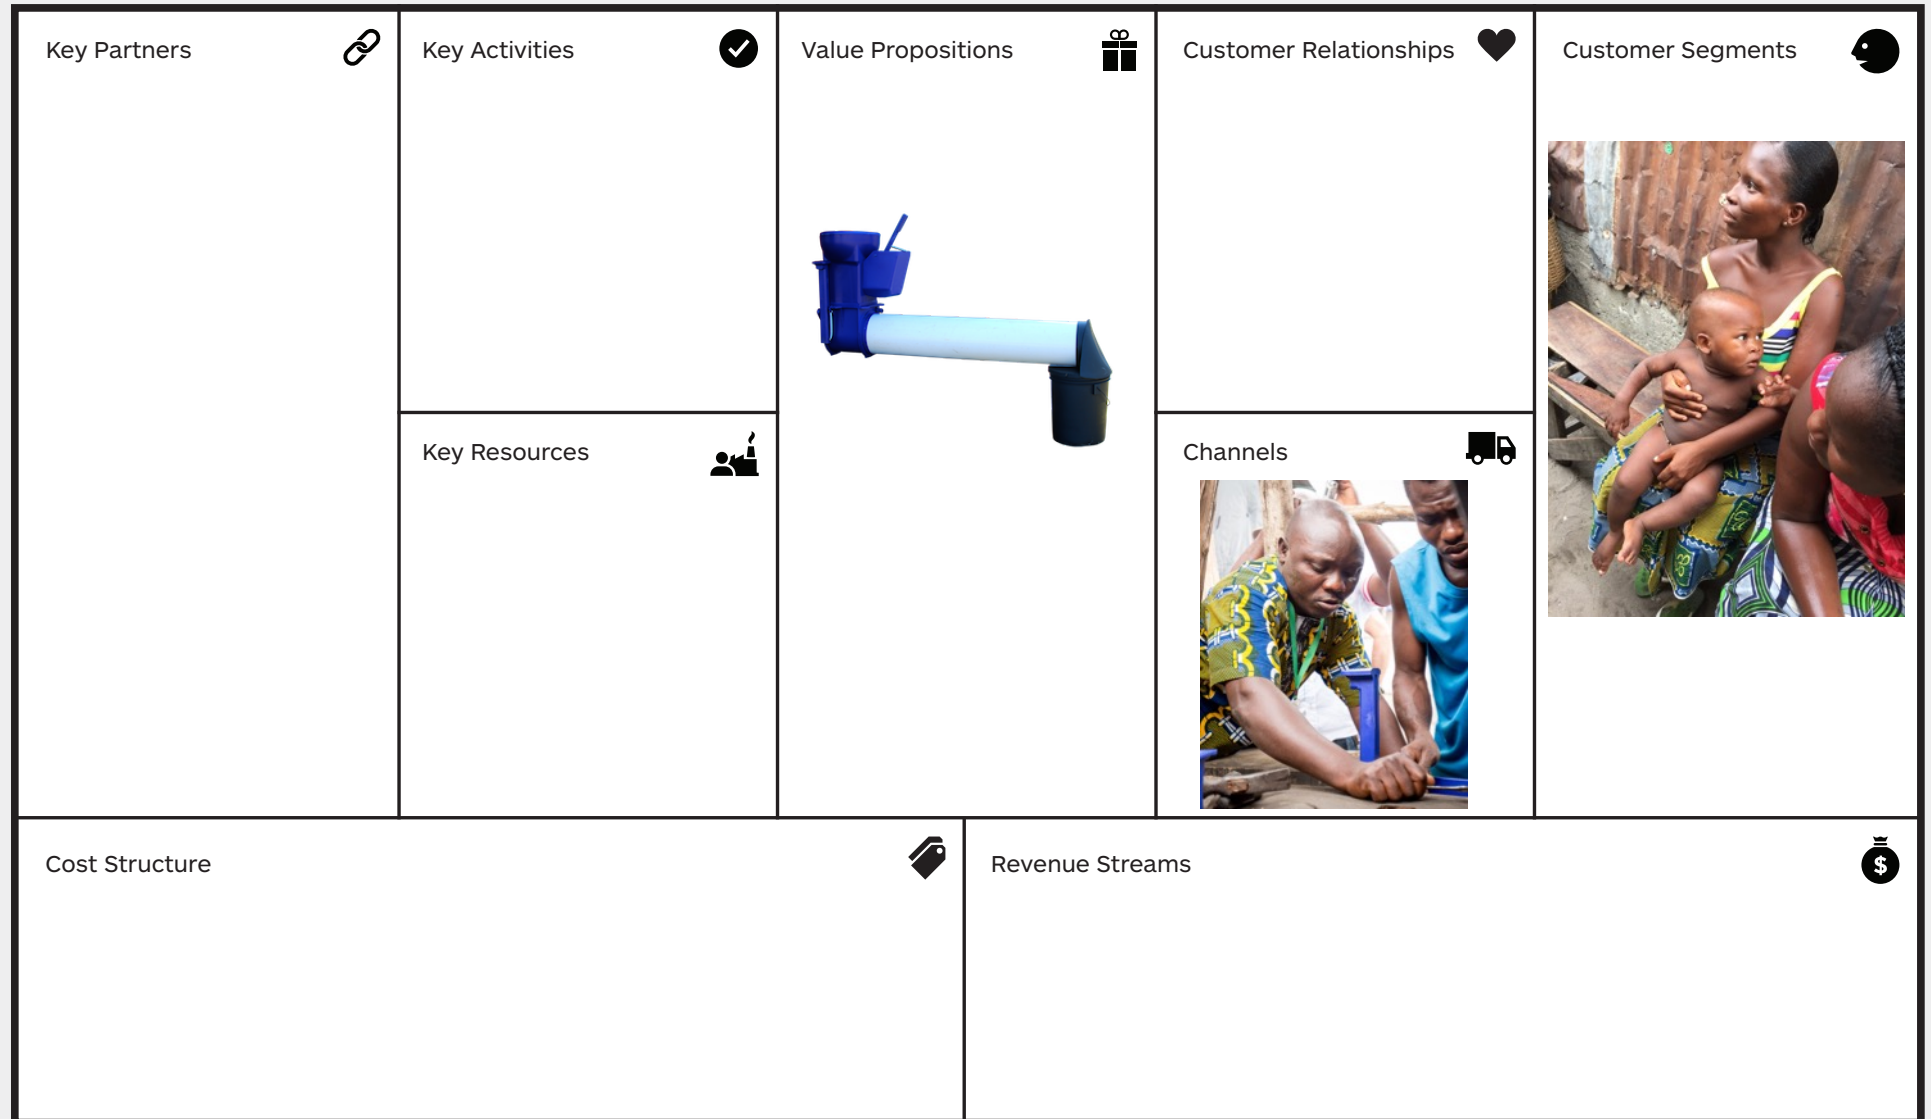 Key Partners
Key Activities
Value Propositions
Customer Relationships
Customer Segments
Key Resources
Channels
Cost Structure
Revenue Streams
$